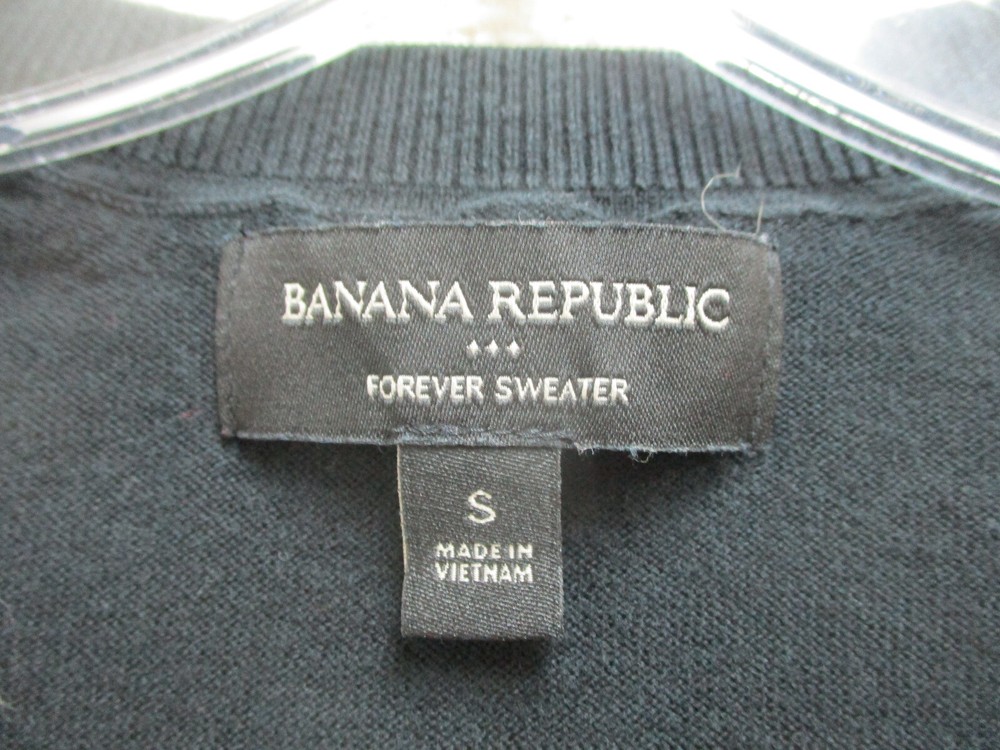 BANANA REPUBLIC
FOREVER SWEATER
S
MADE IN
VIETNAM